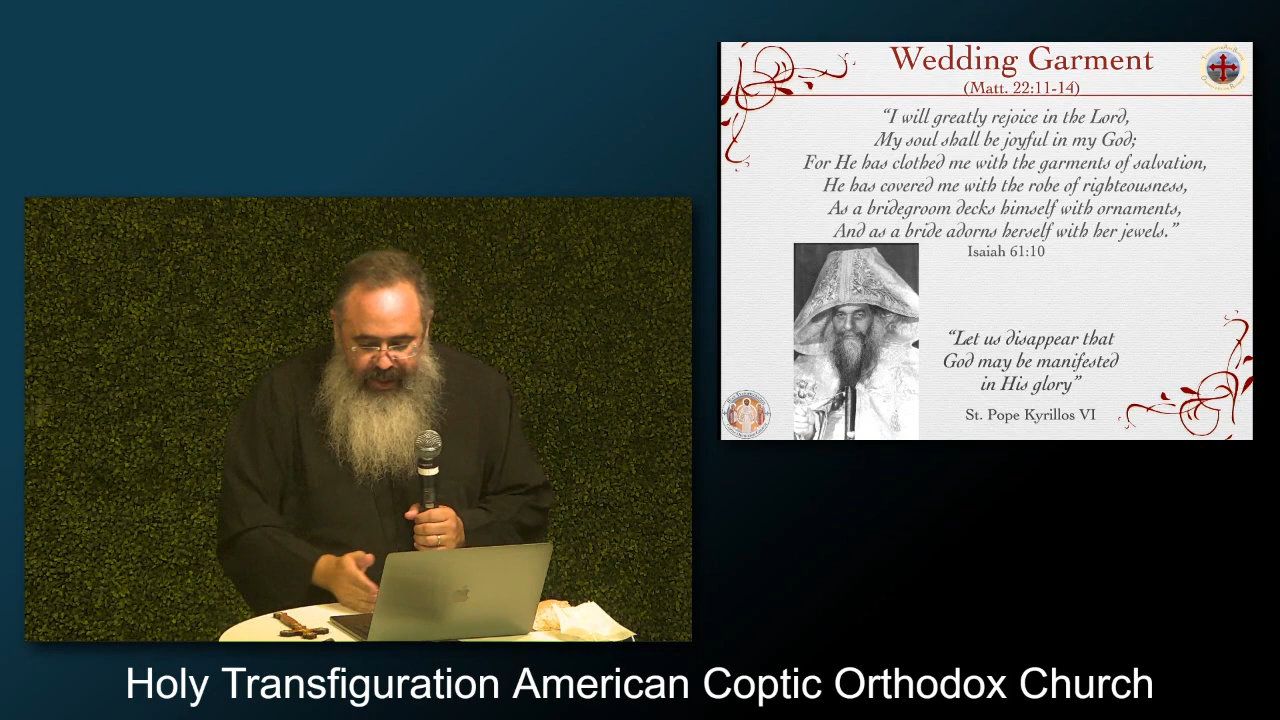 Wedding Garment
(Matt. 22:11-14)
“I will greatly rejoice in the Lord,
My soul shall be joyful in my God;
For He has clothed me with the garments of salvation,
He has covered me with the robe of righteousness,
As a bridegroom decks himself with ornaments,
And as a bride adorns herself with her jewels.”
Isaiah 61:10
“Let us disappear that
God may be manifested
in His glory”
St. Pope Kyrillos VI
Holy Transfiguration American Coptic Orthodox Church